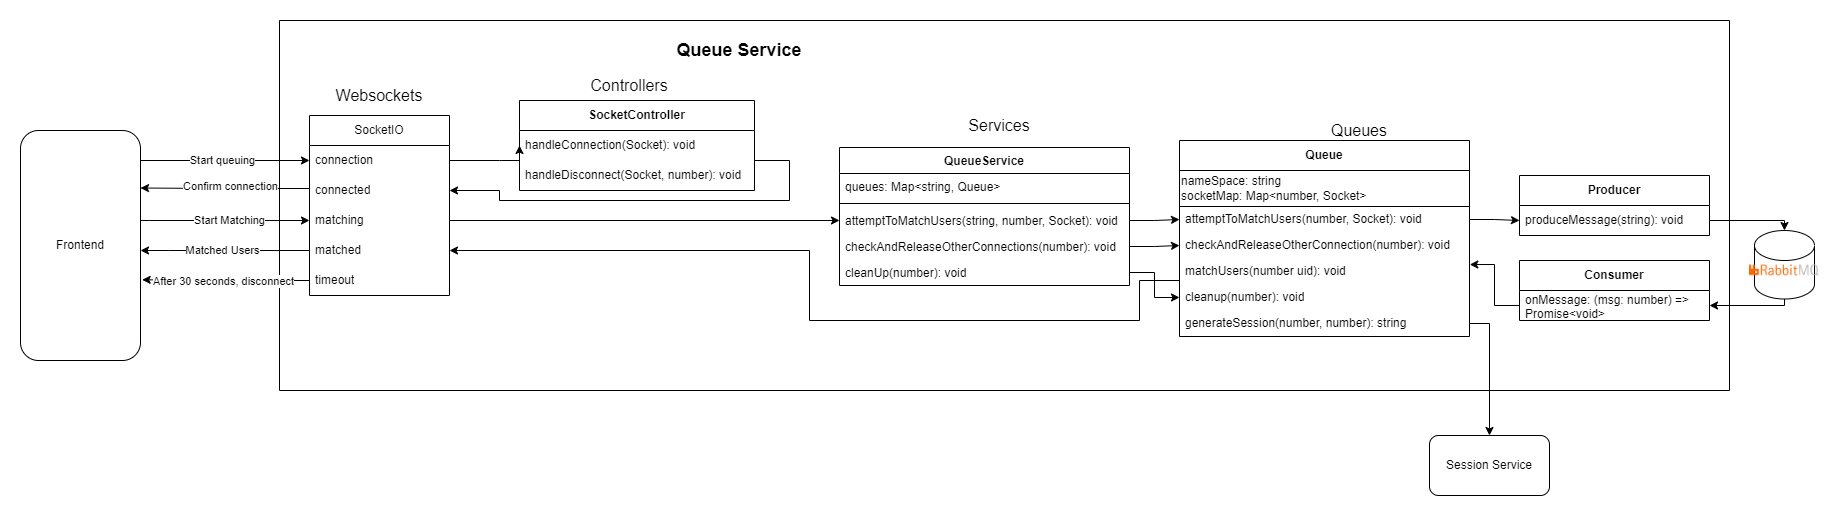 Queue Service
Websockets
Controllers
Services
Queues
Frontend
Start queuing
Confirm connection
Start Matching
Matched Users
After 30 seconds, disconnect
SocketIO
connection
connected
matching
matched
timeout
SocketController
handleConnection(Socket): void
handleDisconnect(Socket, number): void
QueueService
queues: Map<string, Queue>
attemptToMatchUsers(string, number, Socket): void
checkAndReleaseOtherConnections(number): void
cleanUp(number): void
Queue
nameSpace: string
socketMap: Map<number, Socket>
attemptToMatchUsers(number, Socket): void
checkAndReleaseOtherConnection(number): void
matchUsers(number uid): void
cleanup(number): void
generateSession(number, number): string
Producer
produceMessage(string): void
Consumer
onMessage: (msg: number) =>
Promise<void>
RabbitMQ
Session Service